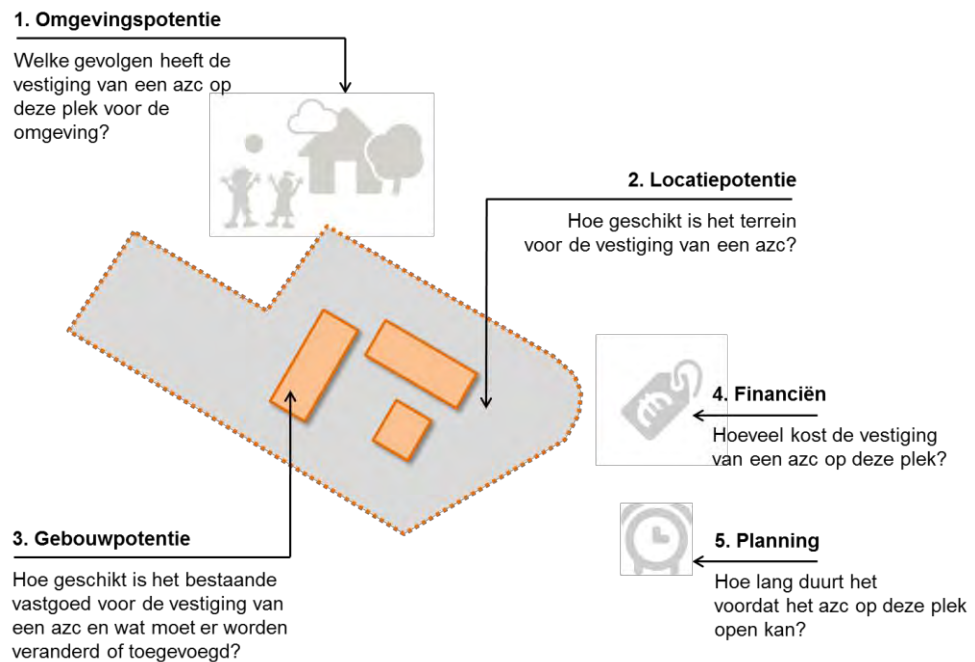 1. Omgevingspotentie
Welke gevolgen heeft de
vestiging van een azc op
deze plek voor de
omgeving?
2. Locatiepotentie
Hoe geschikt is het terrein
voor de vestiging van een azc?
4. Financiën
Hoeveel kost de vestiging
van een azc op deze plek?
3. Gebouwpotentie
Hoe geschikt is het bestaande
vastgoed voor de vestiging van
een azc en wat moet er worden
veranderd of toegevoegd?
5. Planning
Hoe lang duurt het
voordat het azc op deze plek
open kan?